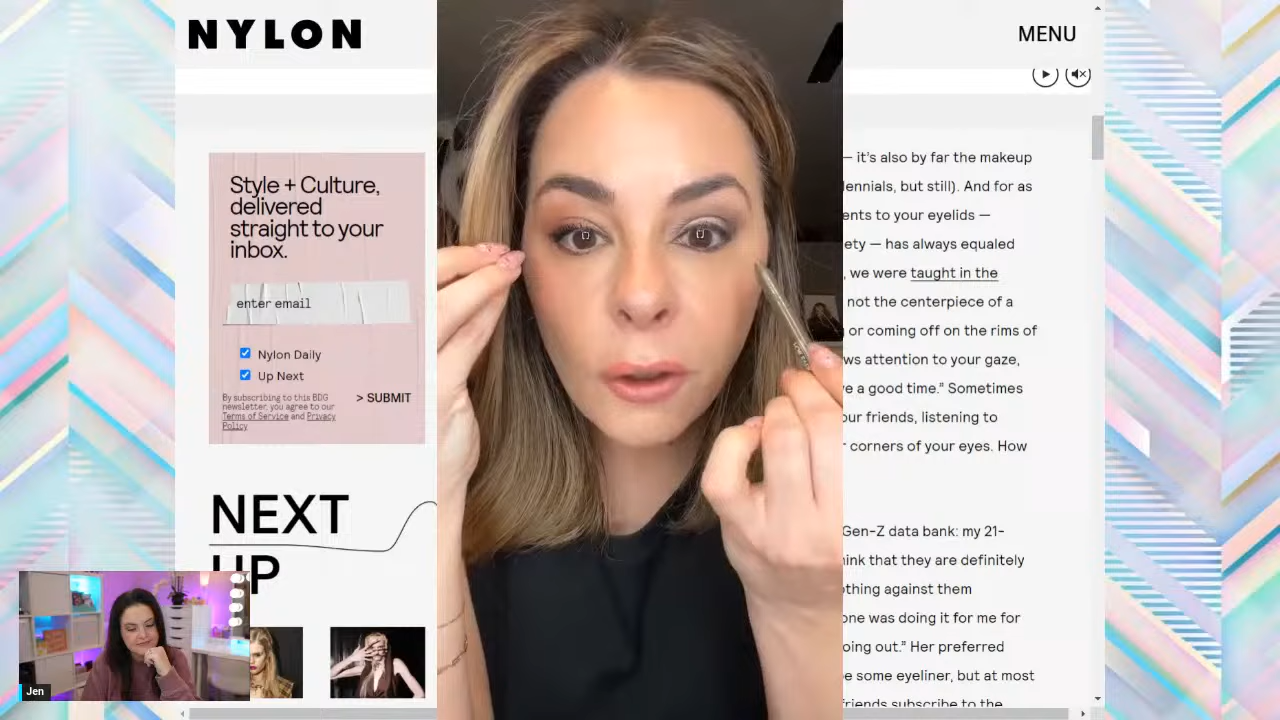 NYLON
MENU
Style + Culture,
delivered
straight to your
inbox.
enter email
Nylon Daily
Up Next
By subscribing to this BDG
newsletter, you agree to our
Terms of Service and Privacy
Policy
> SUBMIT
NEXT
UP
— it's also by far the makeup
lennials, but still). And for as
ents to your eyelids —
ety — has always equaled
, we were taught in the
not the centerpiece of a
or coming off on the rims of
ws attention to your gaze,
ve a good time.” Sometimes
our friends, listening to
r corners of your eyes. How
Gen-Z data bank: my 21-
hink that they are definitely
othing against them
one was doing it for me for
oing out.” Her preferred
e some eyeliner, but at most
friends subscribe to the
Jen